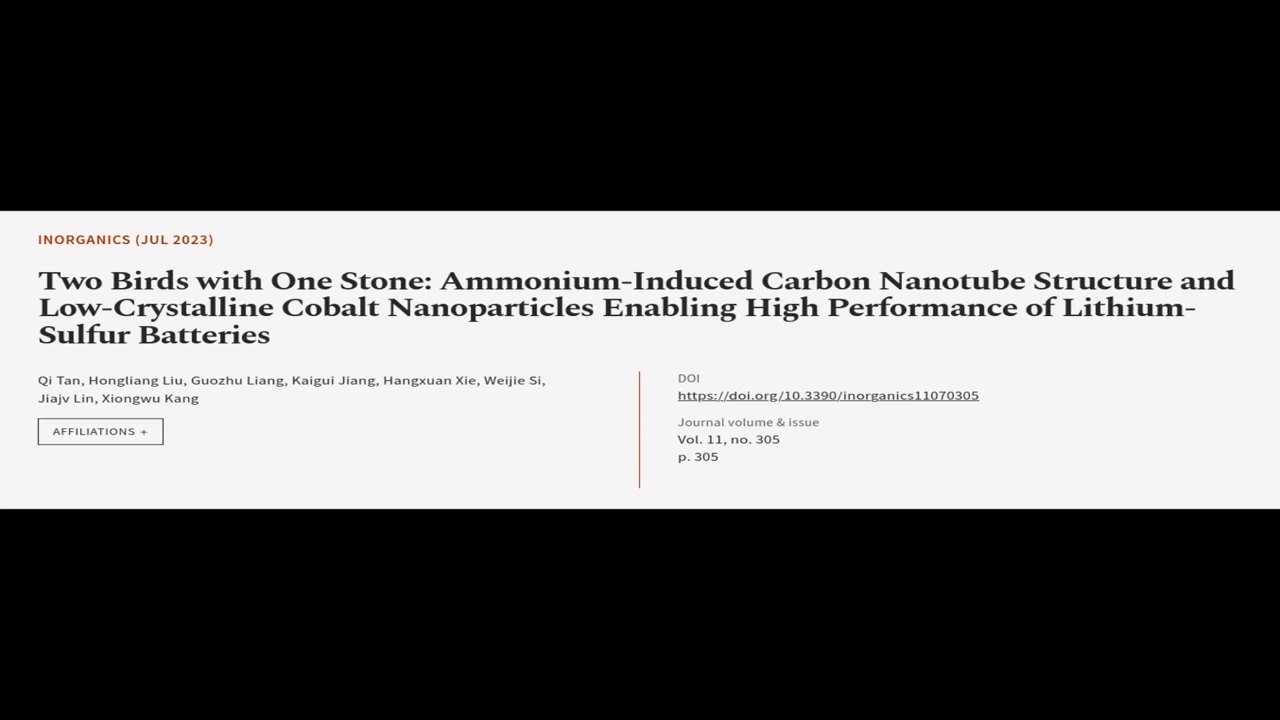 INORGANICS (JUL 2023)
Two Birds with One Stone: Ammonium-Induced Carbon Nanotube Structure and
Low-Crystalline Cobalt Nanoparticles Enabling High Performance of Lithium-
Sulfur Batteries
Qi Tan, Hongliang Liu, Guozhu Liang, Kaigui Jiang, Hangxuan Xie, Weijie Si,
Jiajv Lin, Xiongwu Kang
AFFILIATIONS +
DOI
https://doi.org/10.3390/inorganics11070305
Journal volume & issue
Vol. 11, no. 305
p. 305